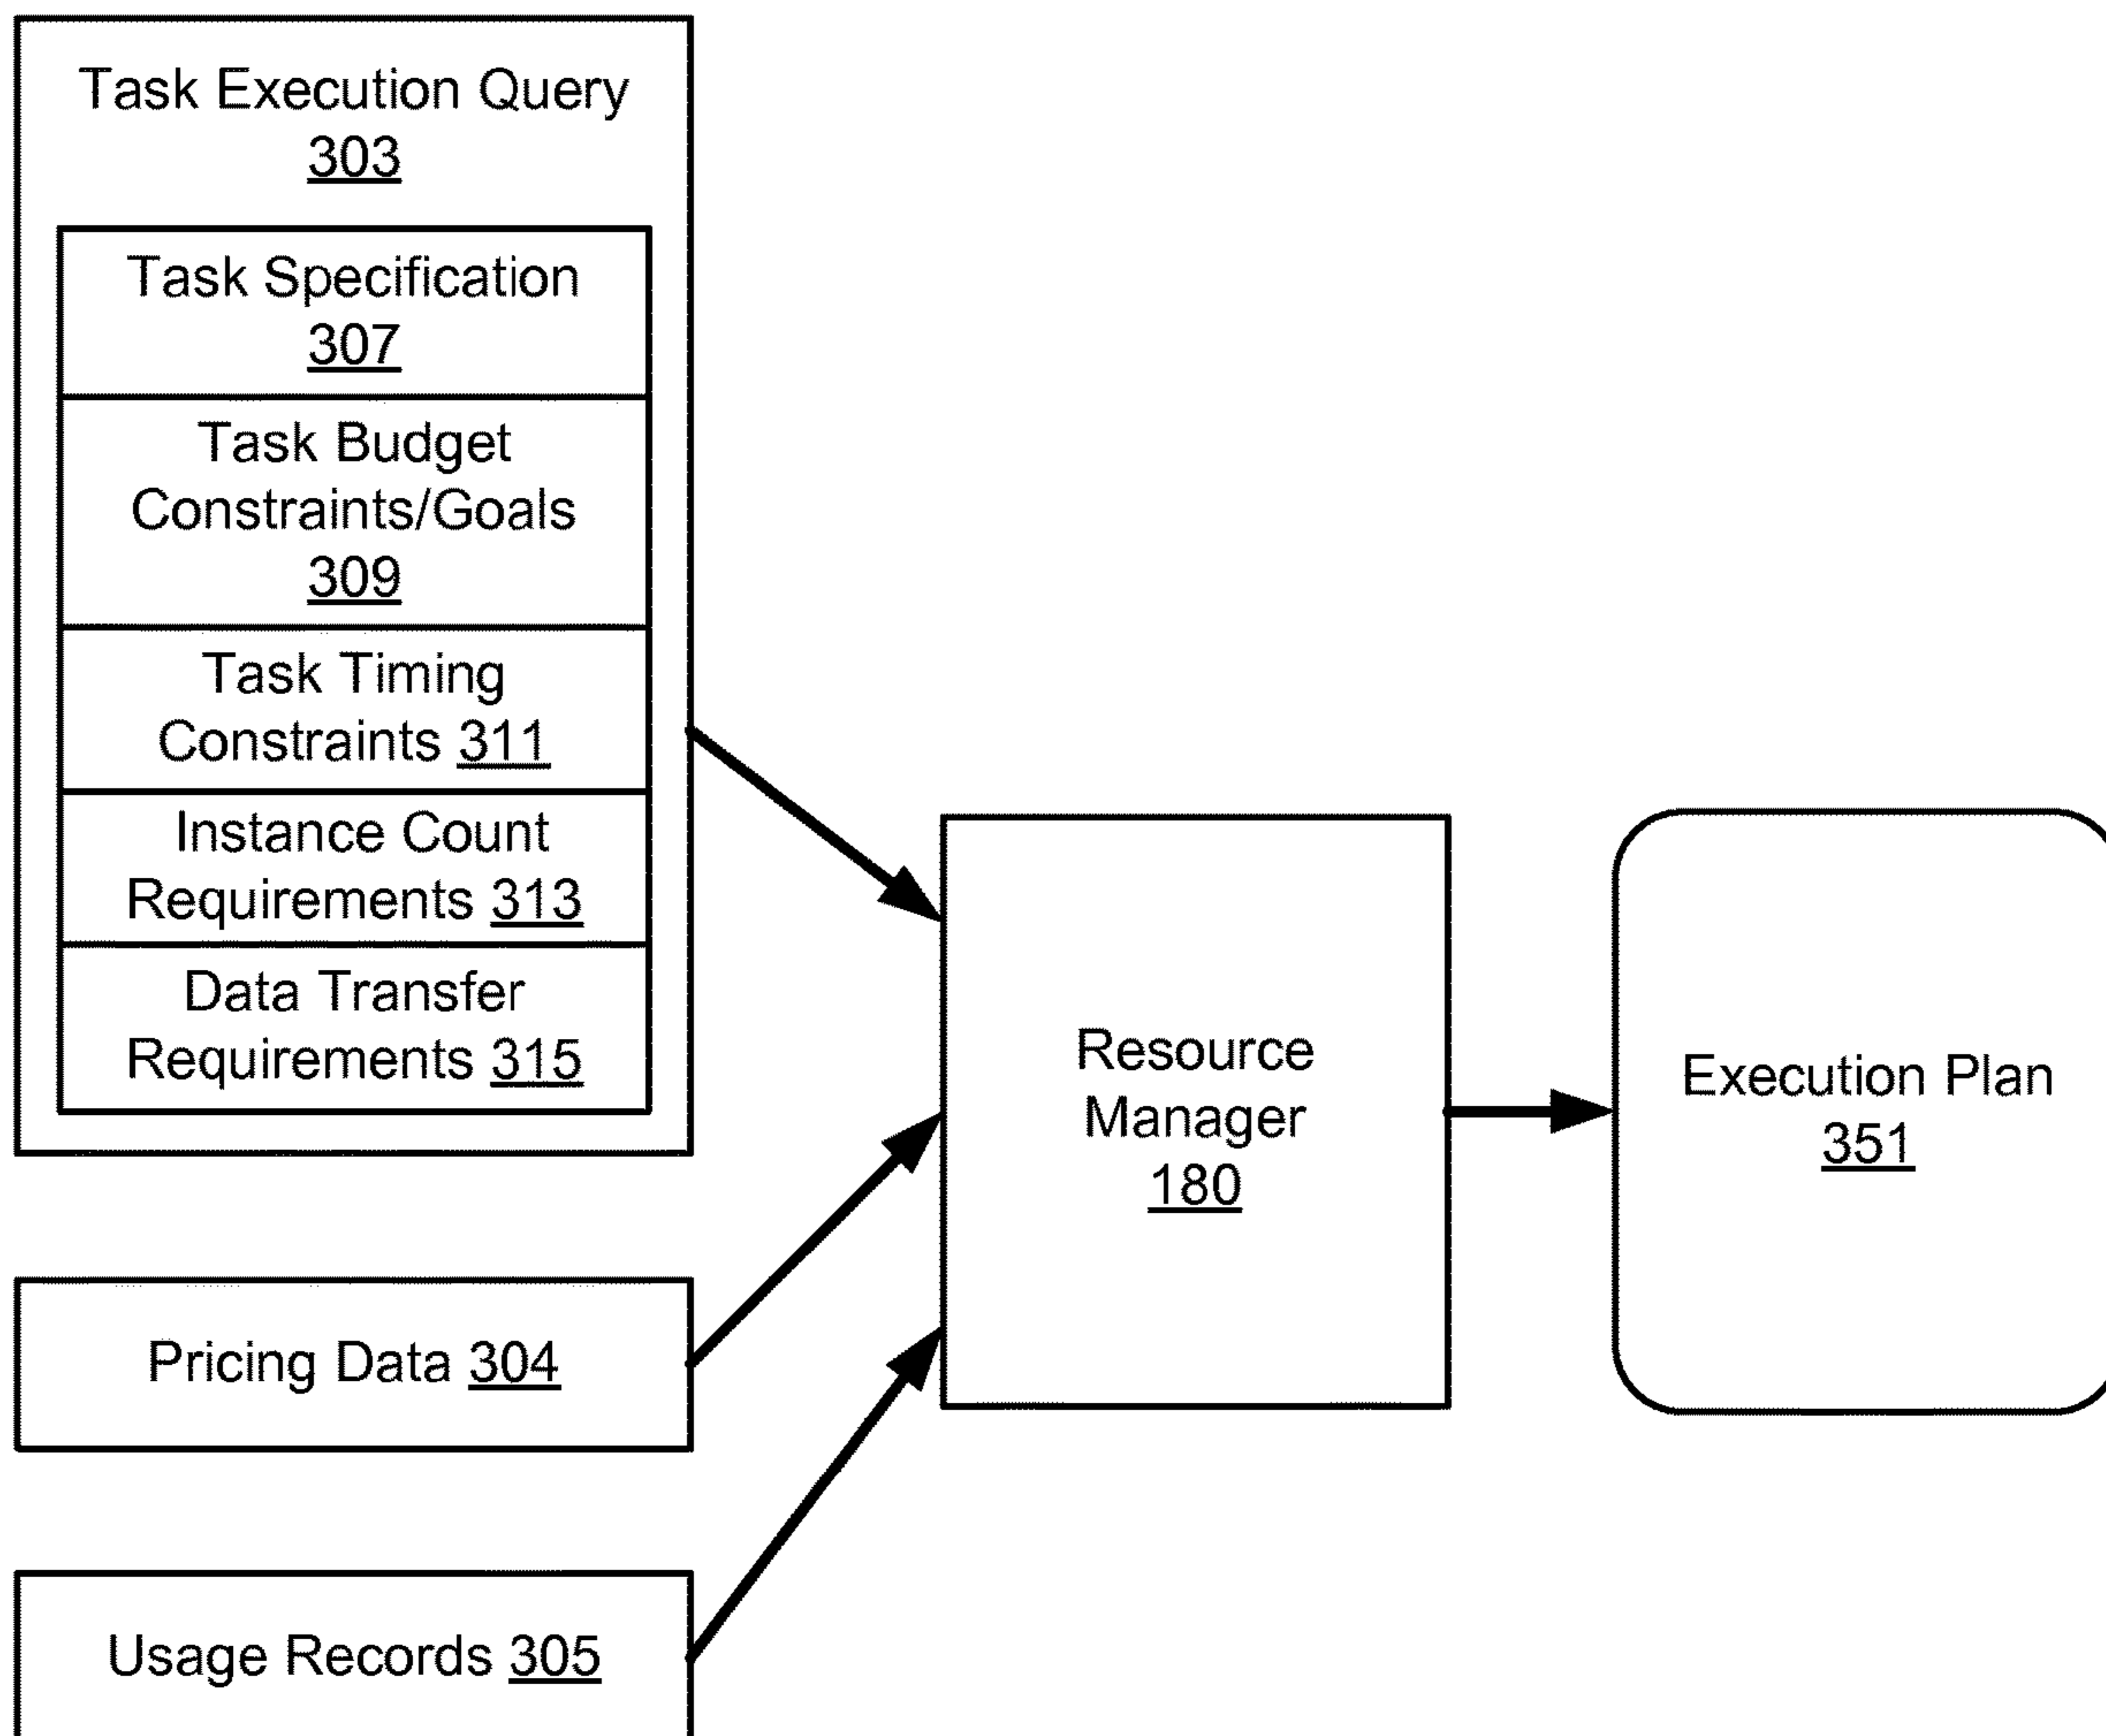 Task Execution Query
303
Task Specification
307
Task Budget
Constraints/Goals
309
Task Timing
Constraints 311
Instance Count
Requirements 313
Data Transfer
Requirements 315
Pricing Data 304
Usage Records 305
Resource
Manager
180
Execution Plan
351